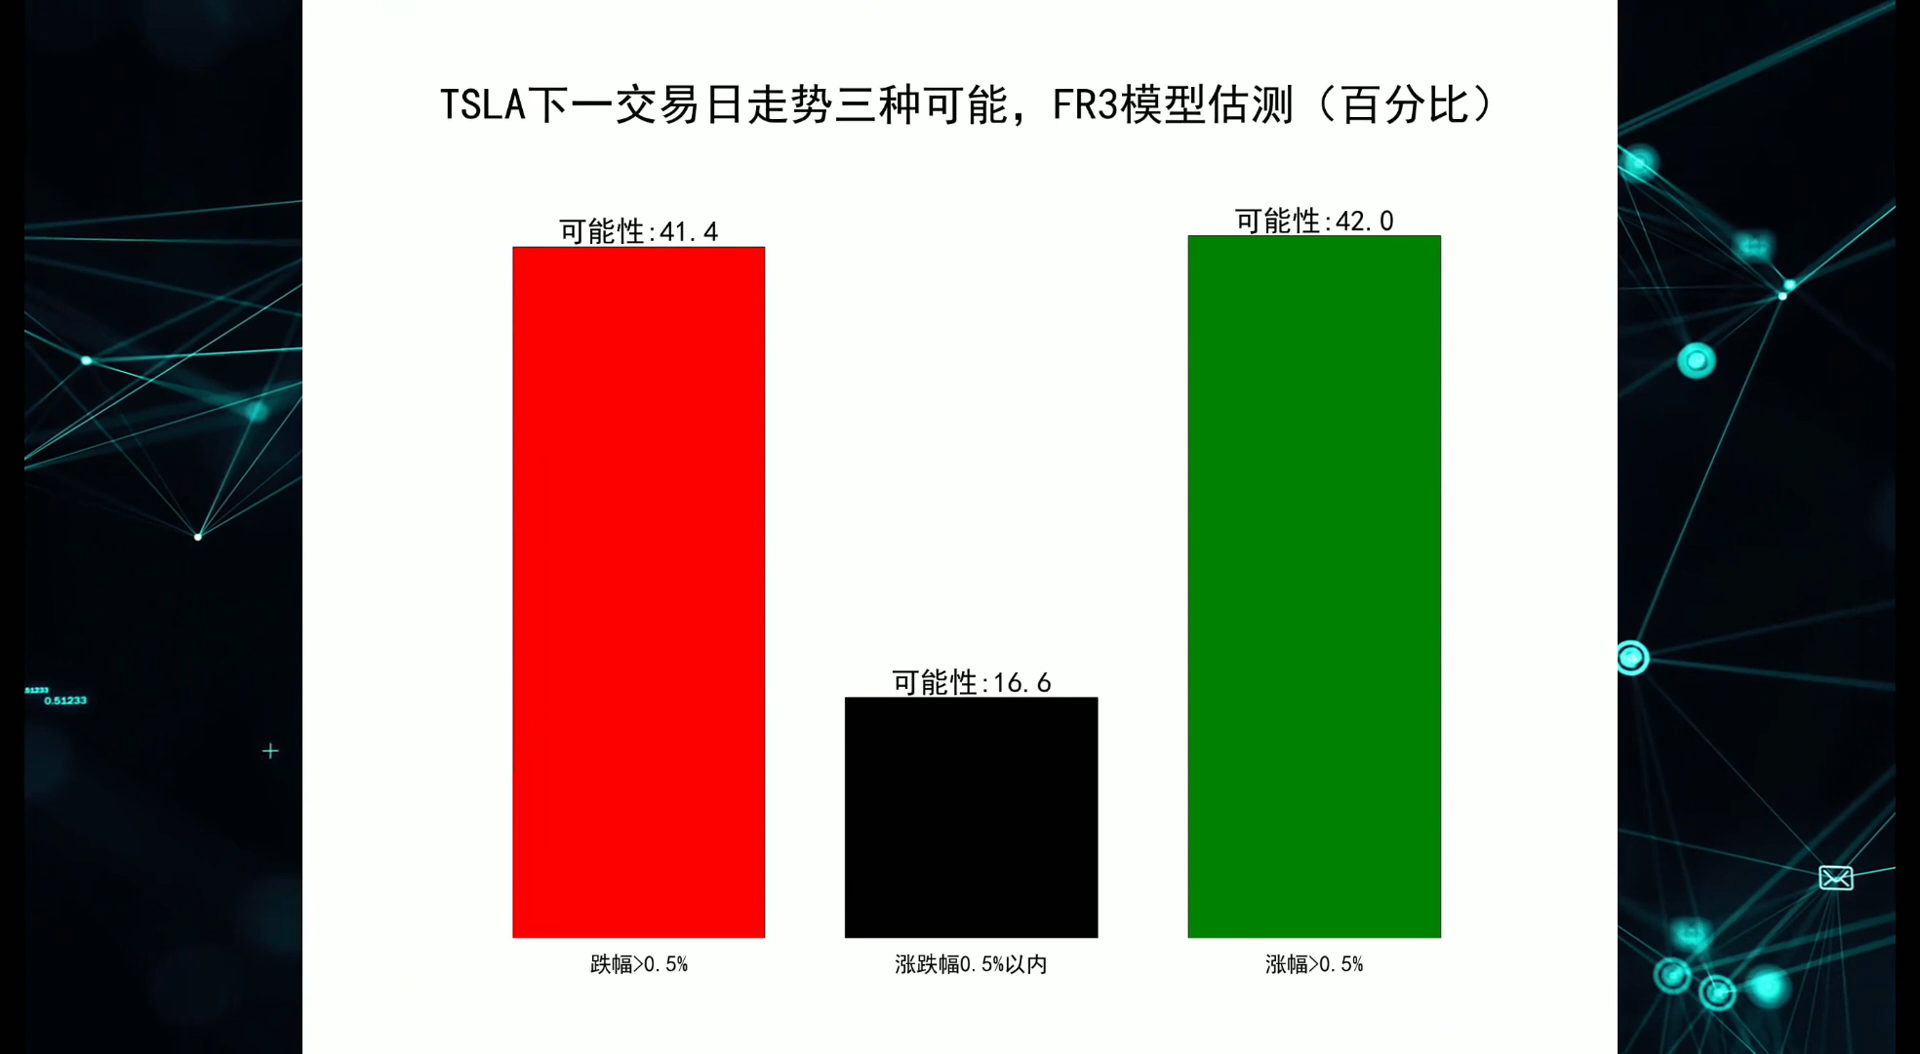 TSLA下一交易日走势三种可能，FR3模型估测（百分比）
可能性:41.4
可能性:16.6
可能性:42.0
跌幅>0.5%
涨跌幅0.5%以内
涨幅>0.5%
51233
0.51233